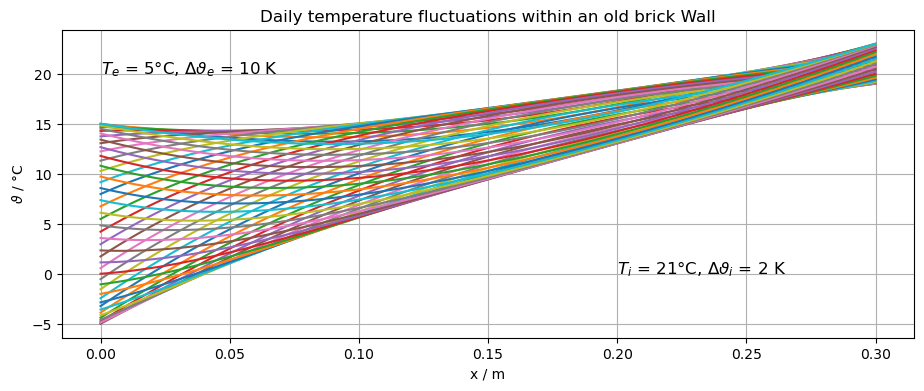 Daily temperature fluctuations within an old brick Wall
T_e = 5°C, Δϑ_e = 10 K
T_i = 21°C, Δϑ_i = 2 K
ϑ / °C
20
15
10
5
0
−5
0.00 0.05 0.10 0.15 0.20 0.25 0.30
x / m